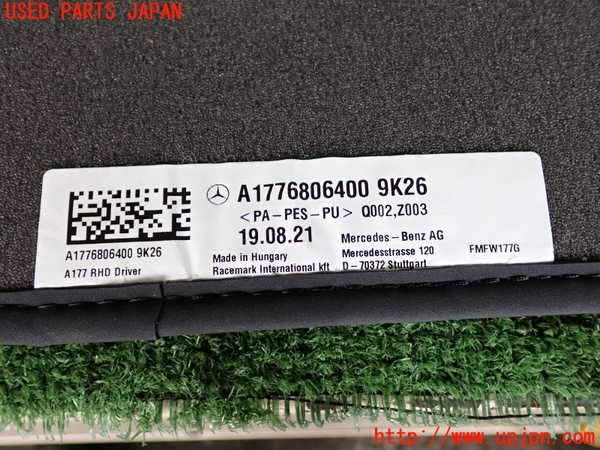 USED PARTS JAPAN
A1776806400 9K26
<PA-PES-PU> Q002,Z003
19.08.21
Mercedes-Benz AG
Made in Hungary
Mercedesstrasse 120
FMFW177G
Racemark International kft
D-70372 Stuttpart
A1776806400 9K26
A177 RHD Driver
http://www.upjpn.com/